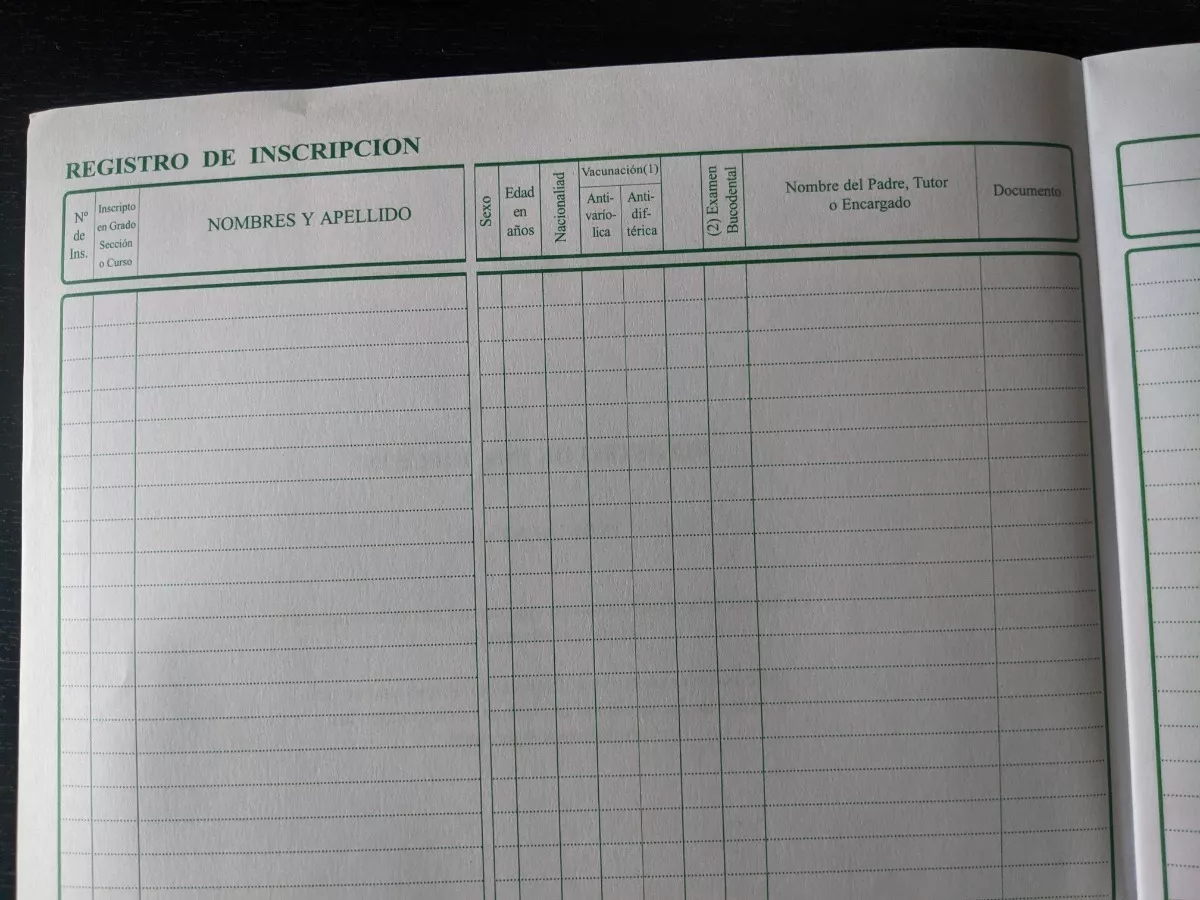 REGISTRO DE INSCRIPCION
Nº
de
Ins.
Inscripto
en Grado
Sección
o Curso
NOMBRES Y APELLIDO
Sexo
Edad
en
años
Nacionaliad
Vacunación(1)
Anti-
vario-
lica
Anti-
dif-
térica
(2) Examen
Bucodental
Nombre del Padre, Tutor
o Encargado
Documento